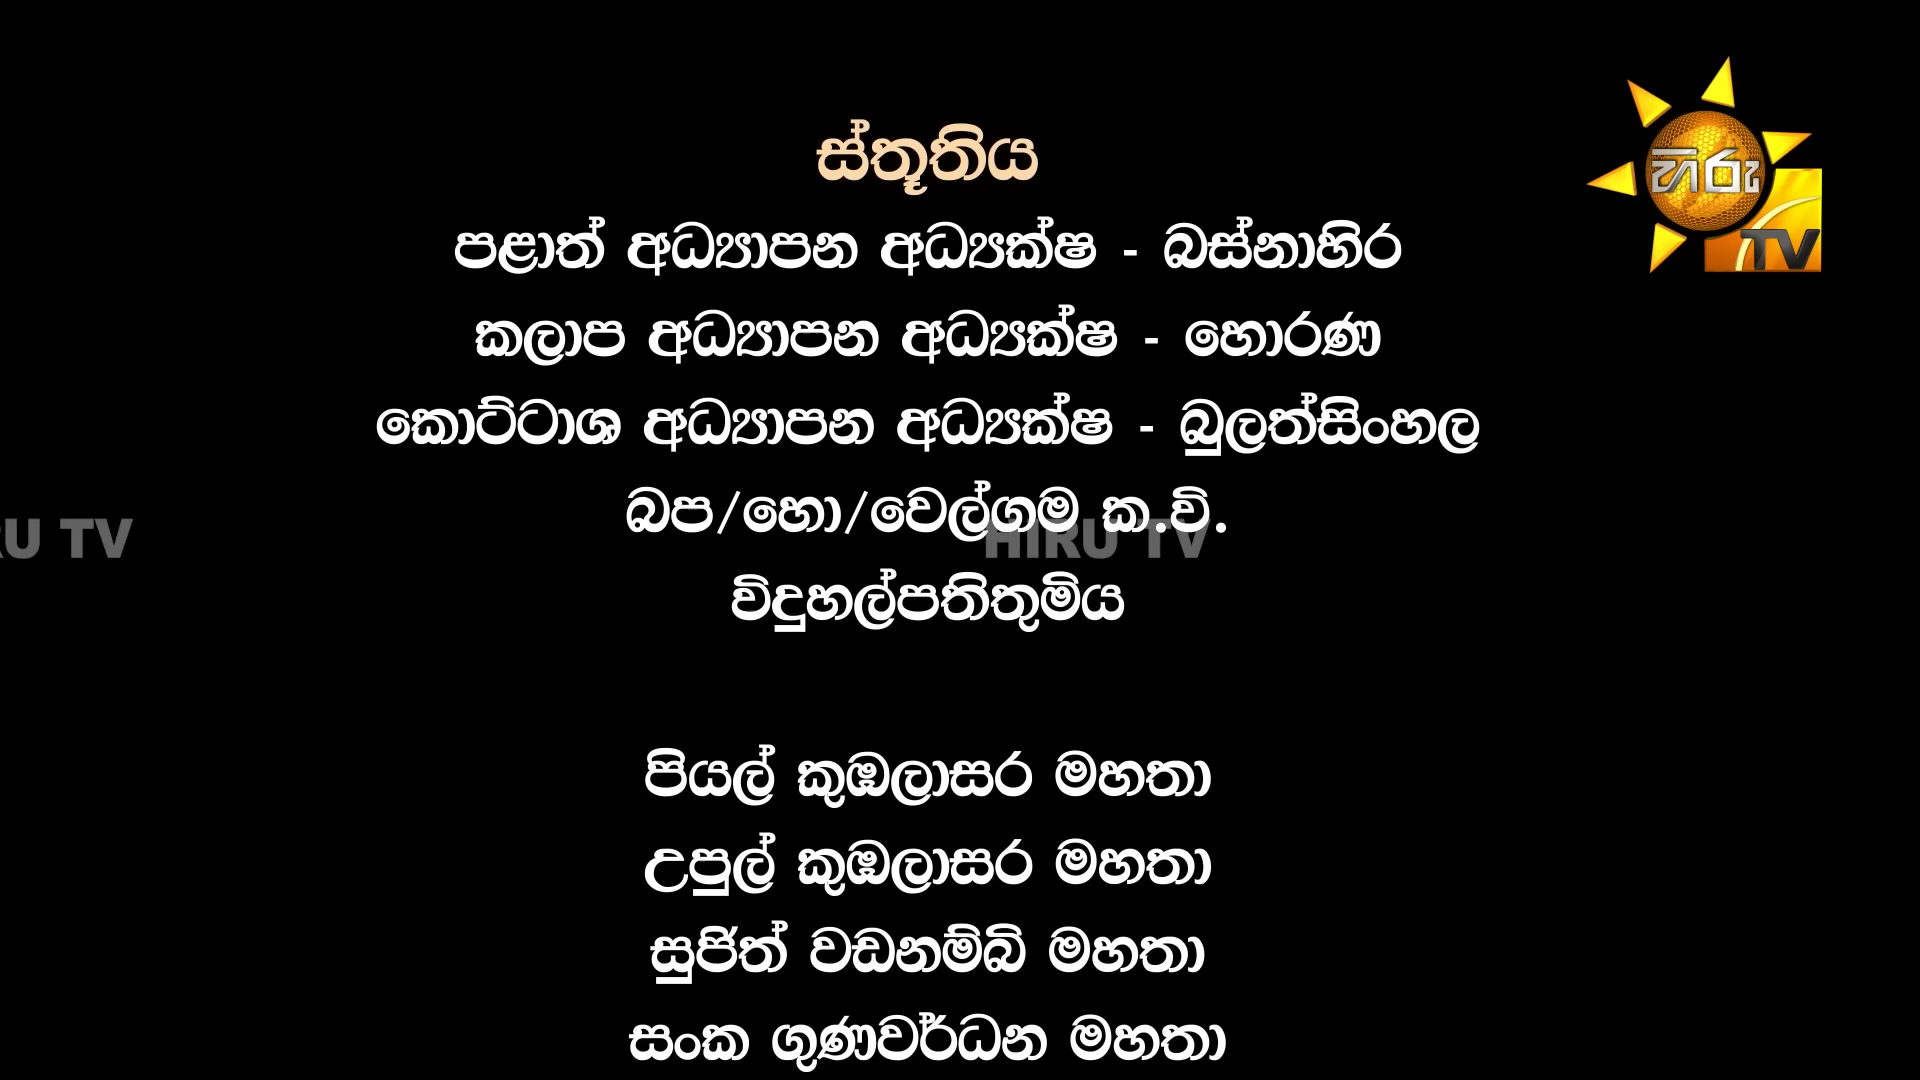 ස්තූතිය
පළාත් අධ්‍යාපන අධ්‍යක්ෂ - බස්නාහිර
කලාප අධ්‍යාපන අධ්‍යක්ෂ - හොරණ
කොට්ටාශ අධ්‍යාපන අධ්‍යක්ෂ - බුලත්සිංහල
බප/හො/වෙල්ගම ක.වි.
විදුහල්පතිතුමිය
පියල් කුඹලාසර මහතා
උපුල් කුඹලාසර මහතා
සුජිත් වඩනම්බි මහතා
සංක ගුණවර්ධන මහතා
හිරු
TV
RU TV
HIRU TV